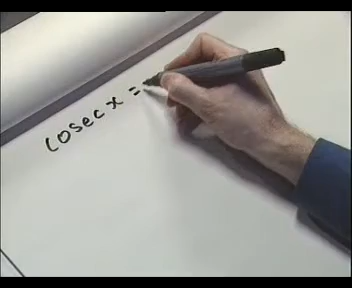 cosec x =